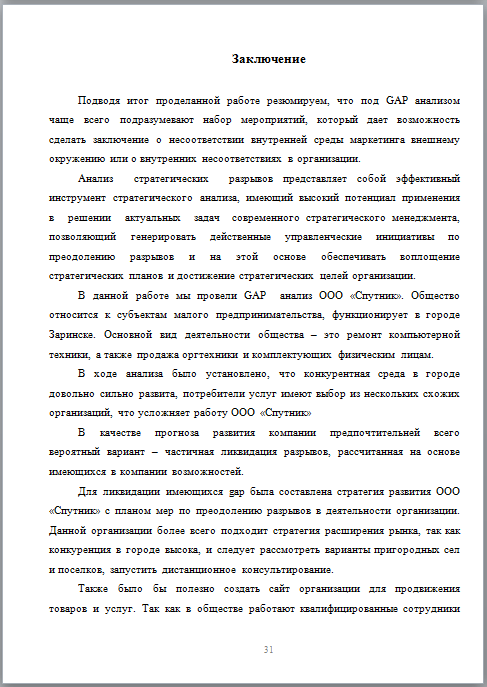 Заключение
Подводя итог проделанной работе резюмируем, что под GAP анализом
чаще всего подразумевают набор мероприятий, который дает возможность
сделать заключение о несоответствии внутренней среды маркетинга внешнему
окружению или о внутренних несоответствиях в организации.
Анализ стратегических разрывов представляет собой эффективный
инструмент стратегического анализа, имеющий высокий потенциал применения
в решении актуальных задач современного стратегического менеджмента,
позволяющий генерировать действенные управленческие инициативы по
преодолению разрывов и на этой основе обеспечивать воплощение
стратегических планов и достижение стратегических целей организации.
В данной работе мы провели GAP анализ ООО «Спутник». Общество
относится к субъектам малого предпринимательства, функционирует в городе
Заринске. Основной вид деятельности общества – это ремонт компьютерной
техники, а также продажа оргтехники и комплектующих физическим лицам.
В ходе анализа было установлено, что конкурентная среда в городе
довольно сильно развита, потребители услуг имеют выбор из нескольких схожих
организаций, что усложняет работу ООО «Спутник»
В качестве прогноза развития компании предпочтительней всего
вероятный вариант – частичная ликвидация разрывов, рассчитанная на основе
имеющихся в компании возможностей.
Для ликвидации имеющихся gap была составлена стратегия развития ООО
«Спутник» с планом мер по преодолению разрывов в деятельности организации.
Данной организации более всего подходит стратегия расширения рынка, так как
конкуренция в городе высока, и следует рассмотреть варианты пригородных сел
и поселков, запустить дистанционное консультирование.
Также было бы полезно создать сайт организации для продвижения
товаров и услуг. Так как в обществе работают квалифицированные сотрудники
31